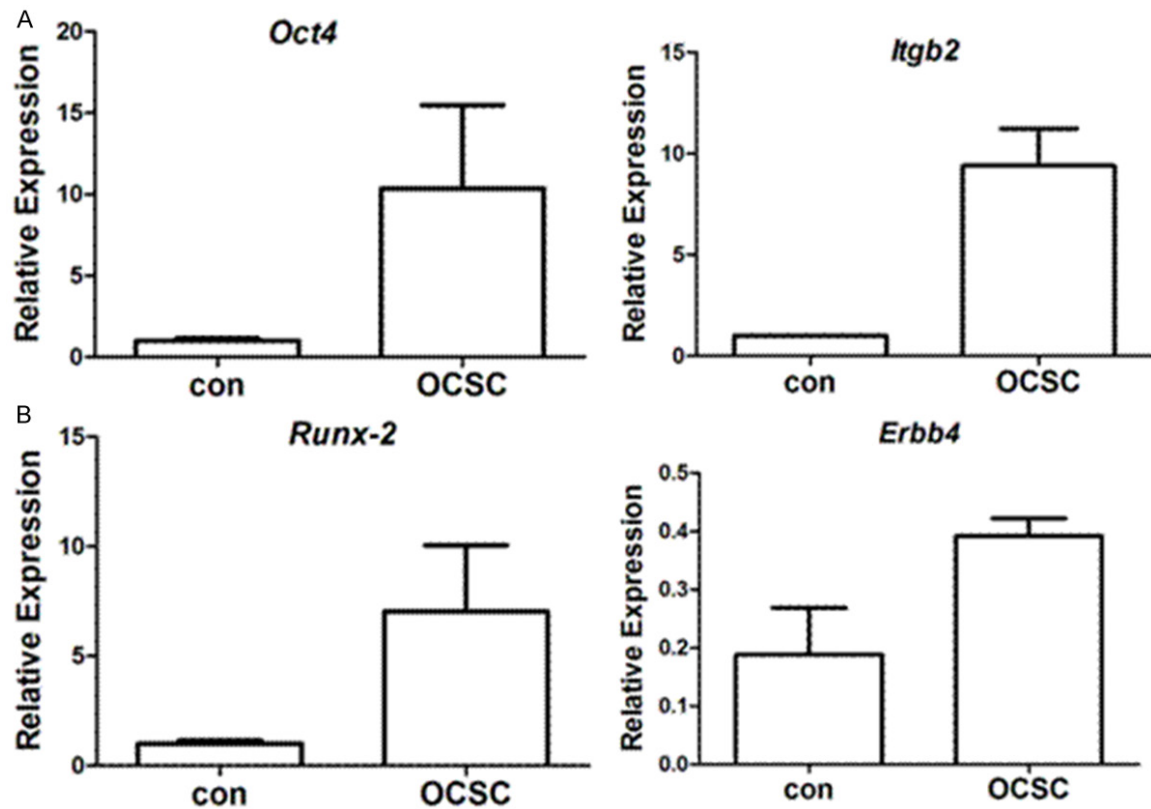 A
Oct4
Relative Expression
20
15
10
5
0
con OCSC
Itgb2
Relative Expression
15
10
5
0
con OCSC
B
Runx-2
Relative Expression
15
10
5
0
con OCSC
Erbb4
Relative Expression
0.5
0.4
0.3
0.2
0.1
0.0
con OCSC